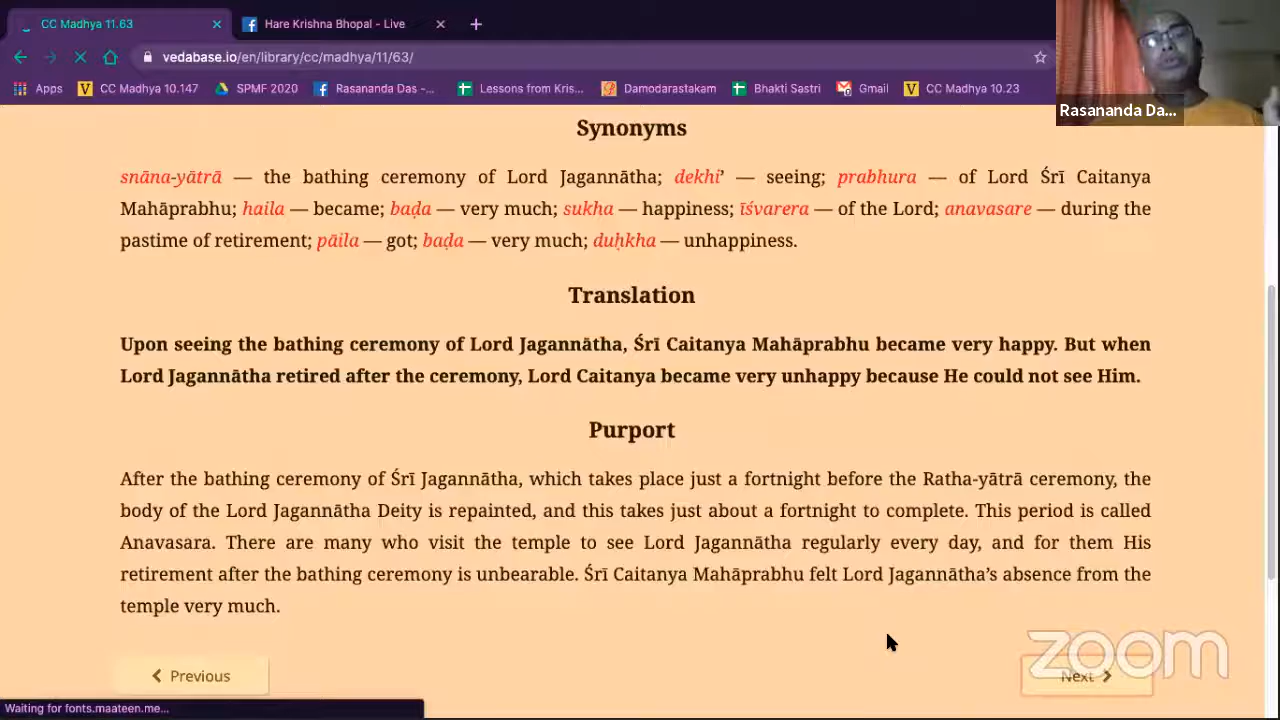 CC Madhya 11.63
Hare Krishna Bhopal - Live
vedabase.io/en/library/cc/madhya/11/63/
Apps CC Madhya 10.147 SPMF 2020 Rasananda Das -... Lessons from Kris... Damodarastakam Bhakti Sastri Gmail CC Madhya 10.23
Rasananda Da...
Synonyms
snāna-yātrā — the bathing ceremony of Lord Jagannātha; dekhi’ — seeing; prabhura — of Lord Śrī Caitanya
Mahāprabhu; haila — became; baḍa — very much; sukha — happiness; īśvarera — of the Lord; anavasare — during the
pastime of retirement; pāila — got; baḍa — very much; duḥkha — unhappiness.
Translation
Upon seeing the bathing ceremony of Lord Jagannātha, Śrī Caitanya Mahāprabhu became very happy. But when
Lord Jagannātha retired after the ceremony, Lord Caitanya became very unhappy because He could not see Him.
Purport
After the bathing ceremony of Śrī Jagannātha, which takes place just a fortnight before the Ratha-yātrā ceremony, the
body of the Lord Jagannātha Deity is repainted, and this takes just about a fortnight to complete. This period is called
Anavasara. There are many who visit the temple to see Lord Jagannātha regularly every day, and for them His
retirement after the bathing ceremony is unbearable. Śrī Caitanya Mahāprabhu felt Lord Jagannātha’s absence from the
temple very much.
Previous
Next
zoom
Waiting for fonts.maateen.me...